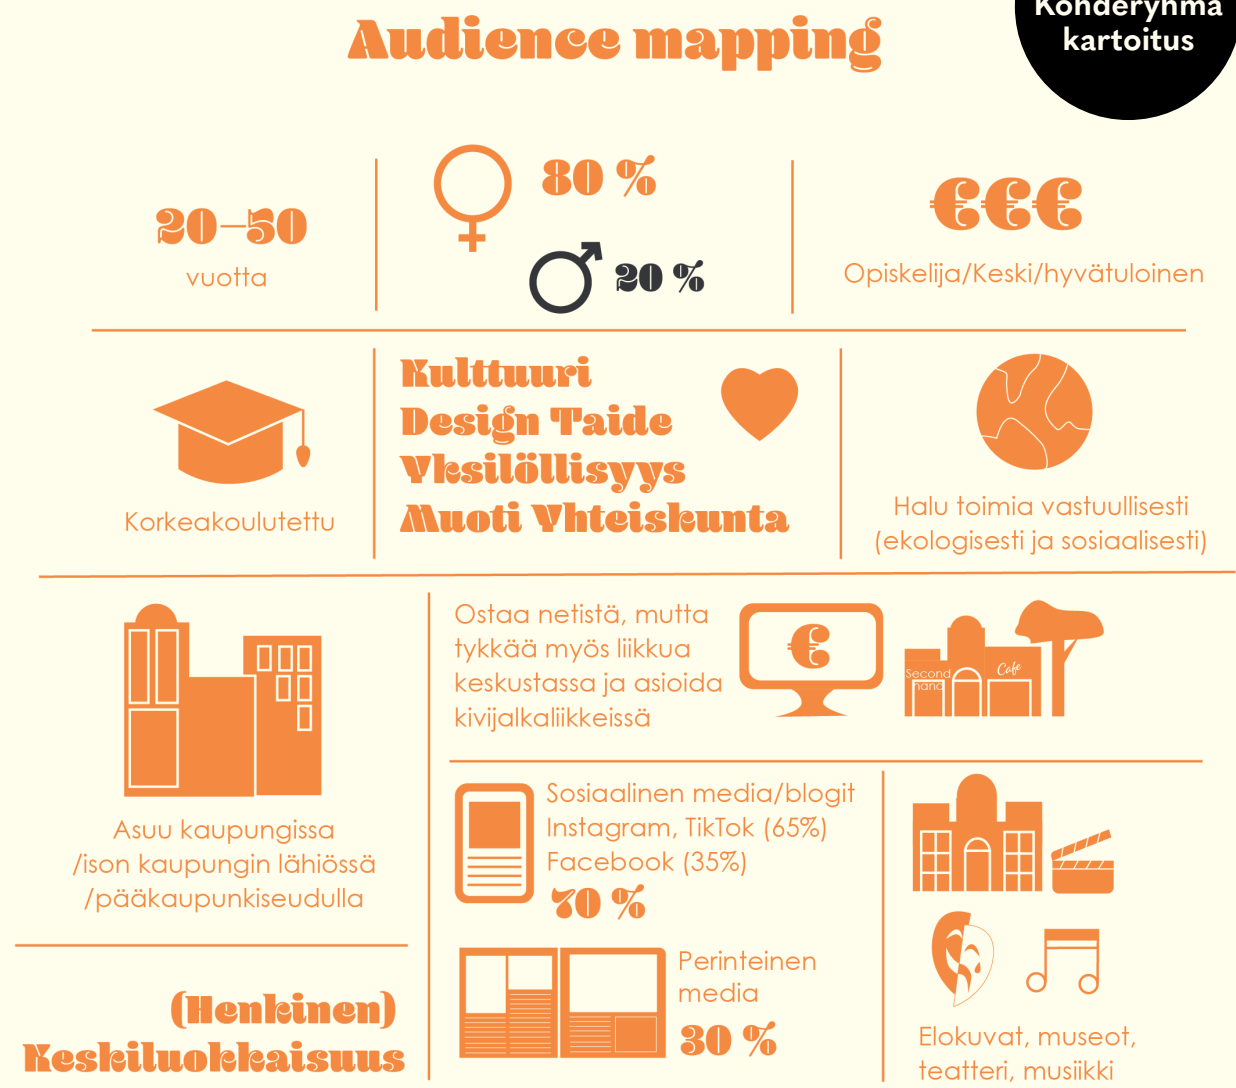 Audience mapping
Kohderyhmä
kartoitus
20–50
vuotta
80 %
20 %
€€€
Opiskelija/Keski/hyvätuloinen
Korkeakoulutettu
Kulttuuri
Design Taide
Yksilöllisyys
Muoti Yhteiskunta
Halu toimia vastuullisesti
(ekologisesti ja sosiaalisesti)
Asuu kaupungissa
/ison kaupungin lähiössä
/pääkaupunkiseudulla
(Henkinen)
Keskiluokkaisuus
Ostaa netistä, mutta
tykkää myös liikkua
keskustassa ja asioida
kivijalkaliikkeissä
€
Second
hand
Cafe
Sosiaalinen media/blogit
Instagram, TikTok (65%)
Facebook (35%)
70 %
Perinteinen
media
30 %
Elokuvat, museot,
teatteri, musiikki